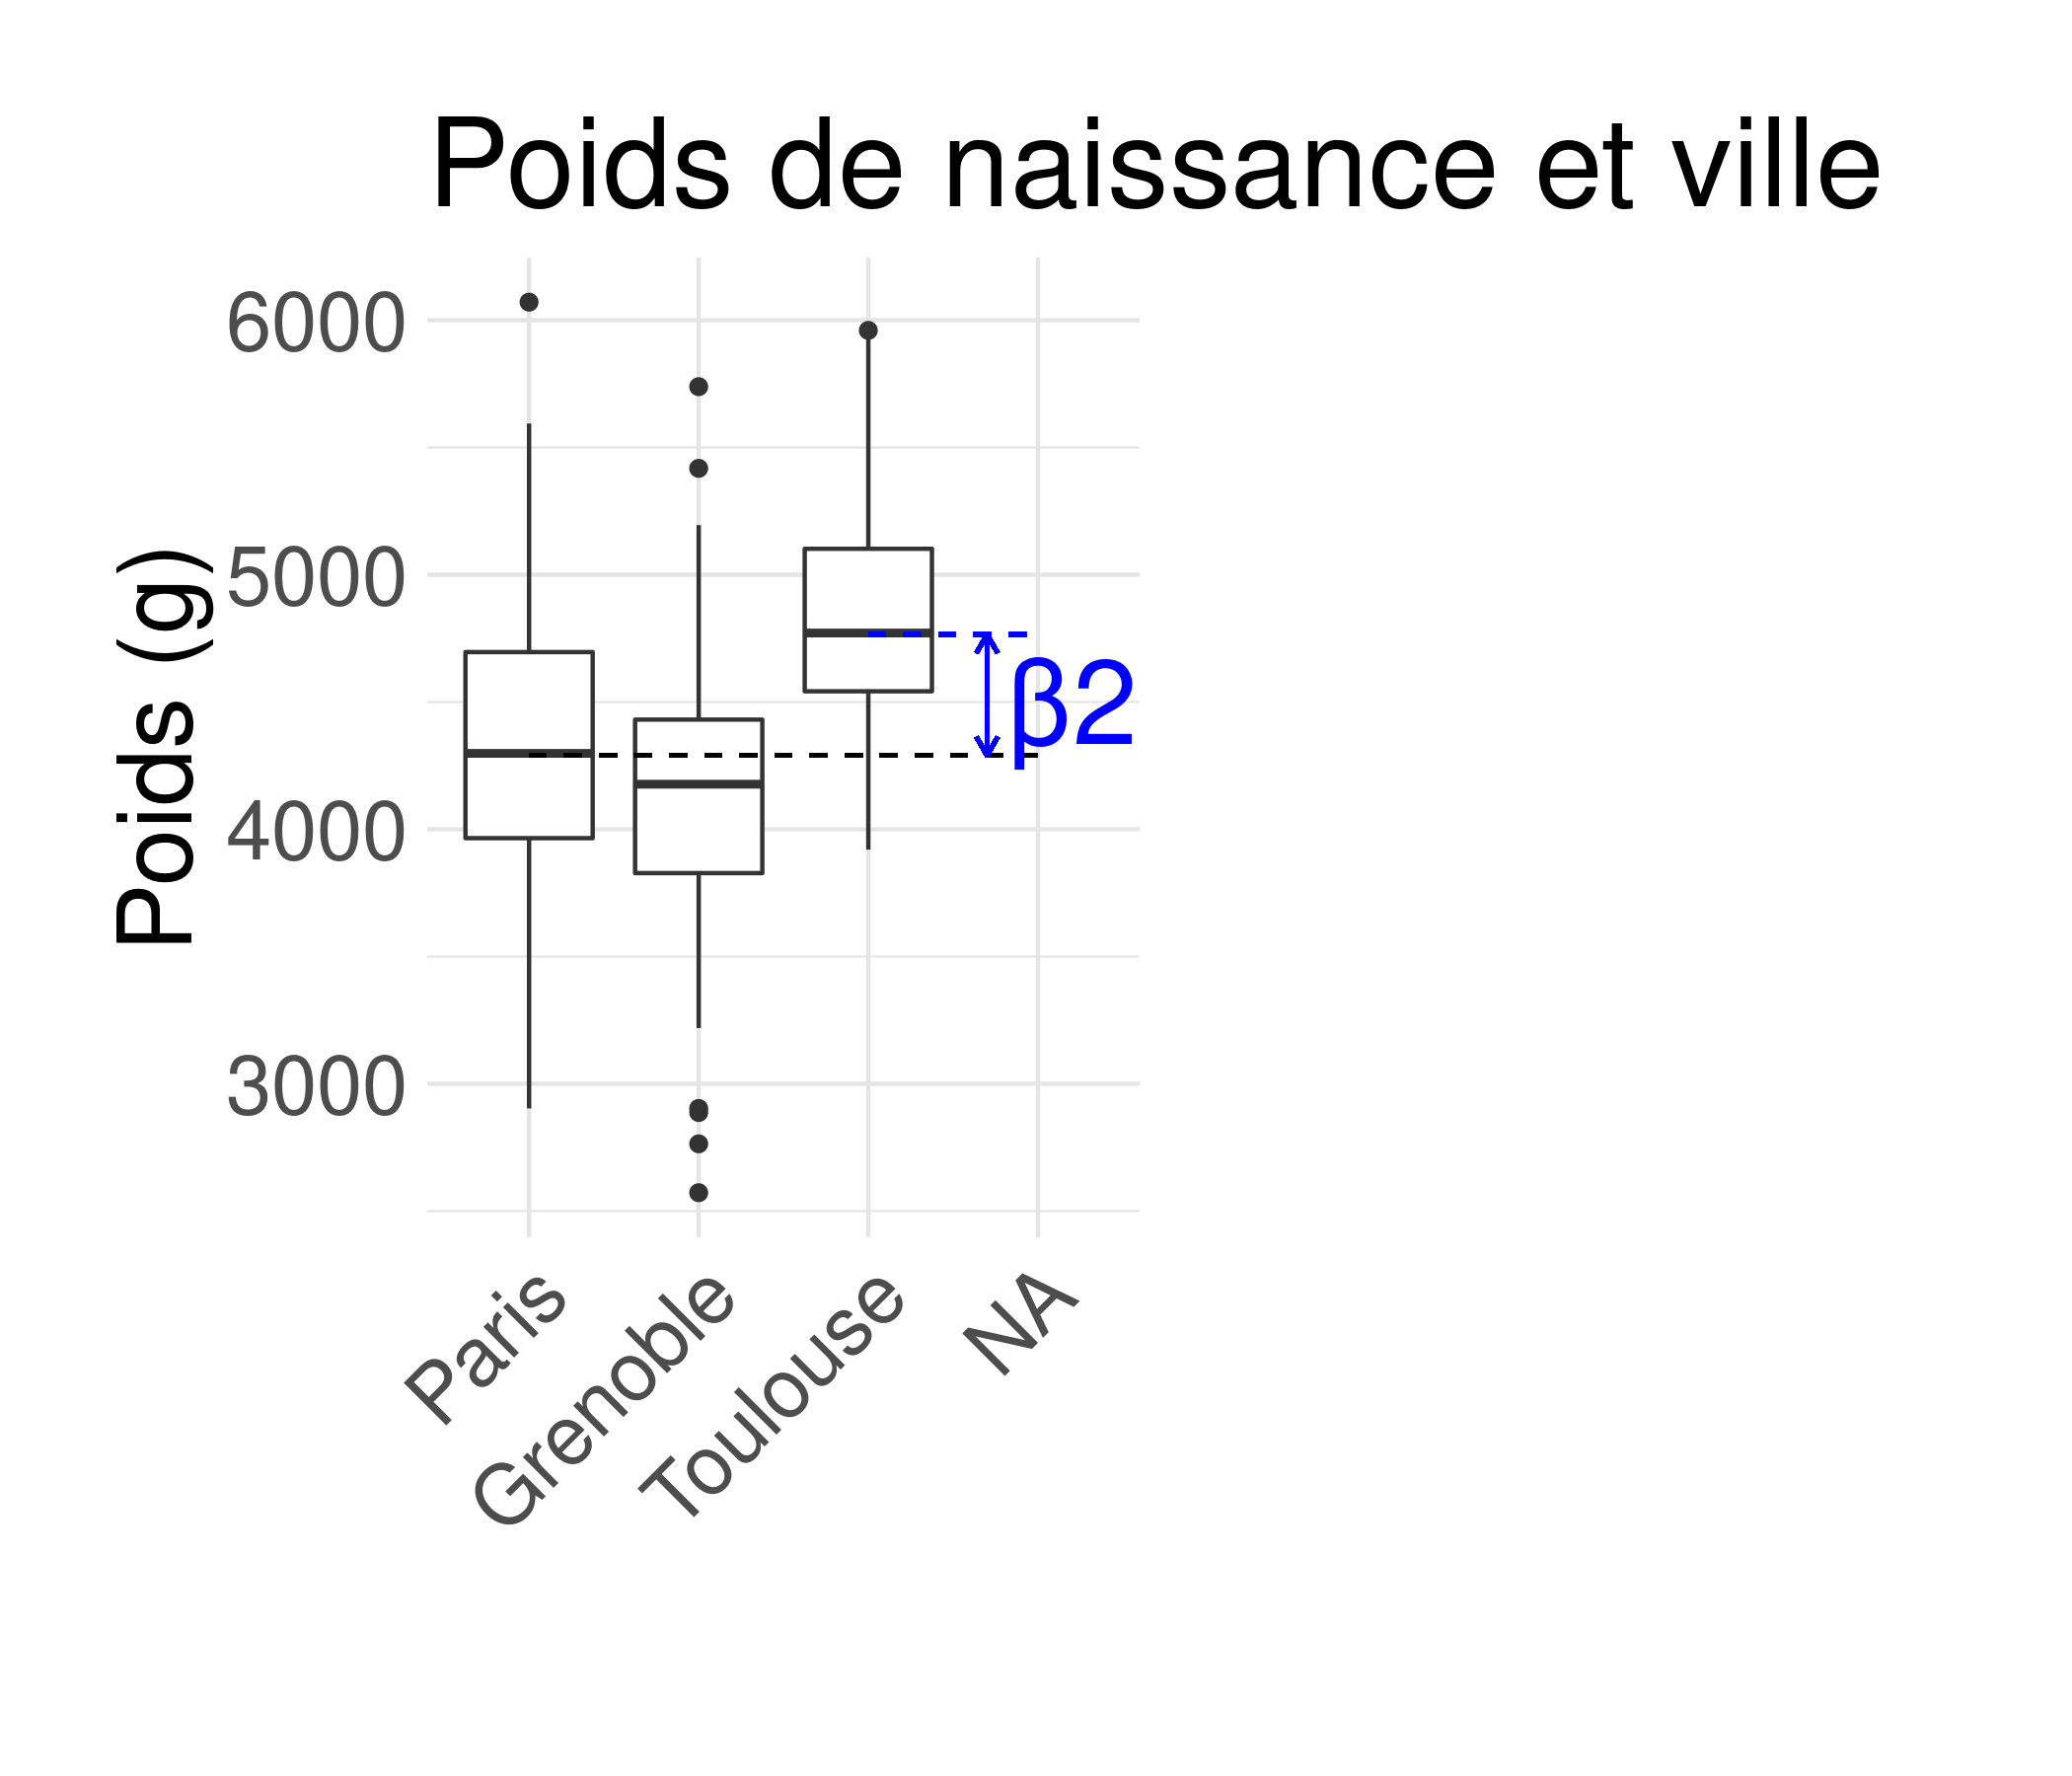 Poids de naissance et ville
Poids (g)
6000
5000
4000
3000
β2
Paris
Grenoble
Toulouse
NA